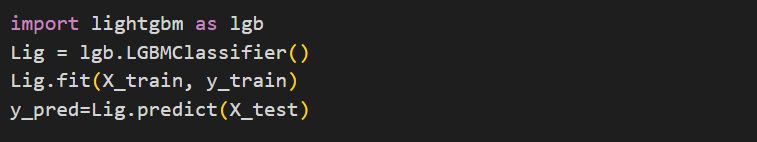 import lightgbm as lgb
Lig = lgb.LGBMClassifier()
Lig.fit(X_train, y_train)
y_pred=Lig.predict(X_test)